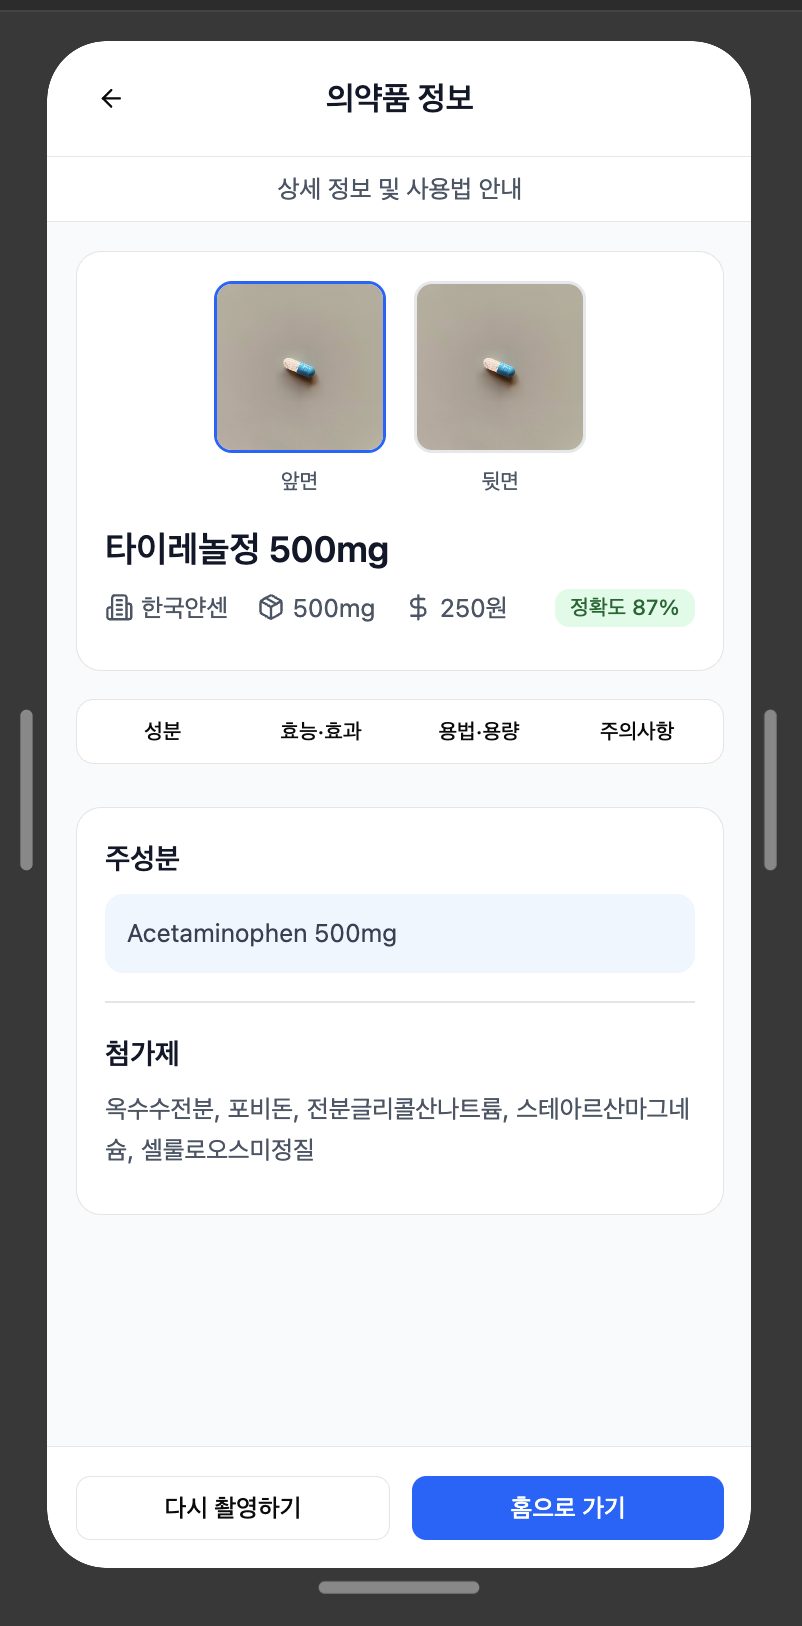 의약품 정보
상세 정보 및 사용법 안내
앞면 뒷면
타이레놀정 500mg
한국얀센 500mg 250원 정확도 87%
성분 효능·효과 용법·용량 주의사항
주성분
Acetaminophen 500mg
첨가제
옥수수전분, 포비돈, 전분글리콜산나트륨, 스테아르산마그네
슘, 셀룰로오스미정질
다시 촬영하기 홈으로 가기